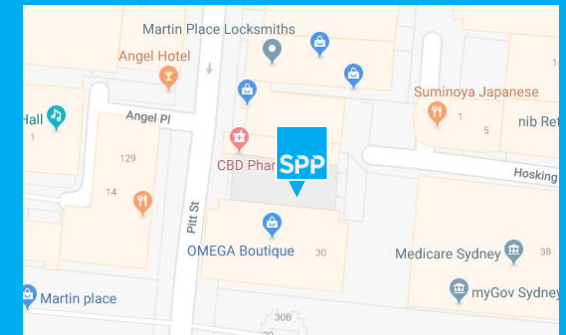 Martin Place Locksmiths
Angel Hotel
Suminoya Japanese
Hall
1
Angel Pl
1
5
nib Ret
129
CBD Phar
SPP
Hosking
14
Pitt St
OMEGA Boutique
30
Medicare Sydney
38
Martin place
myGov Sydney
30B